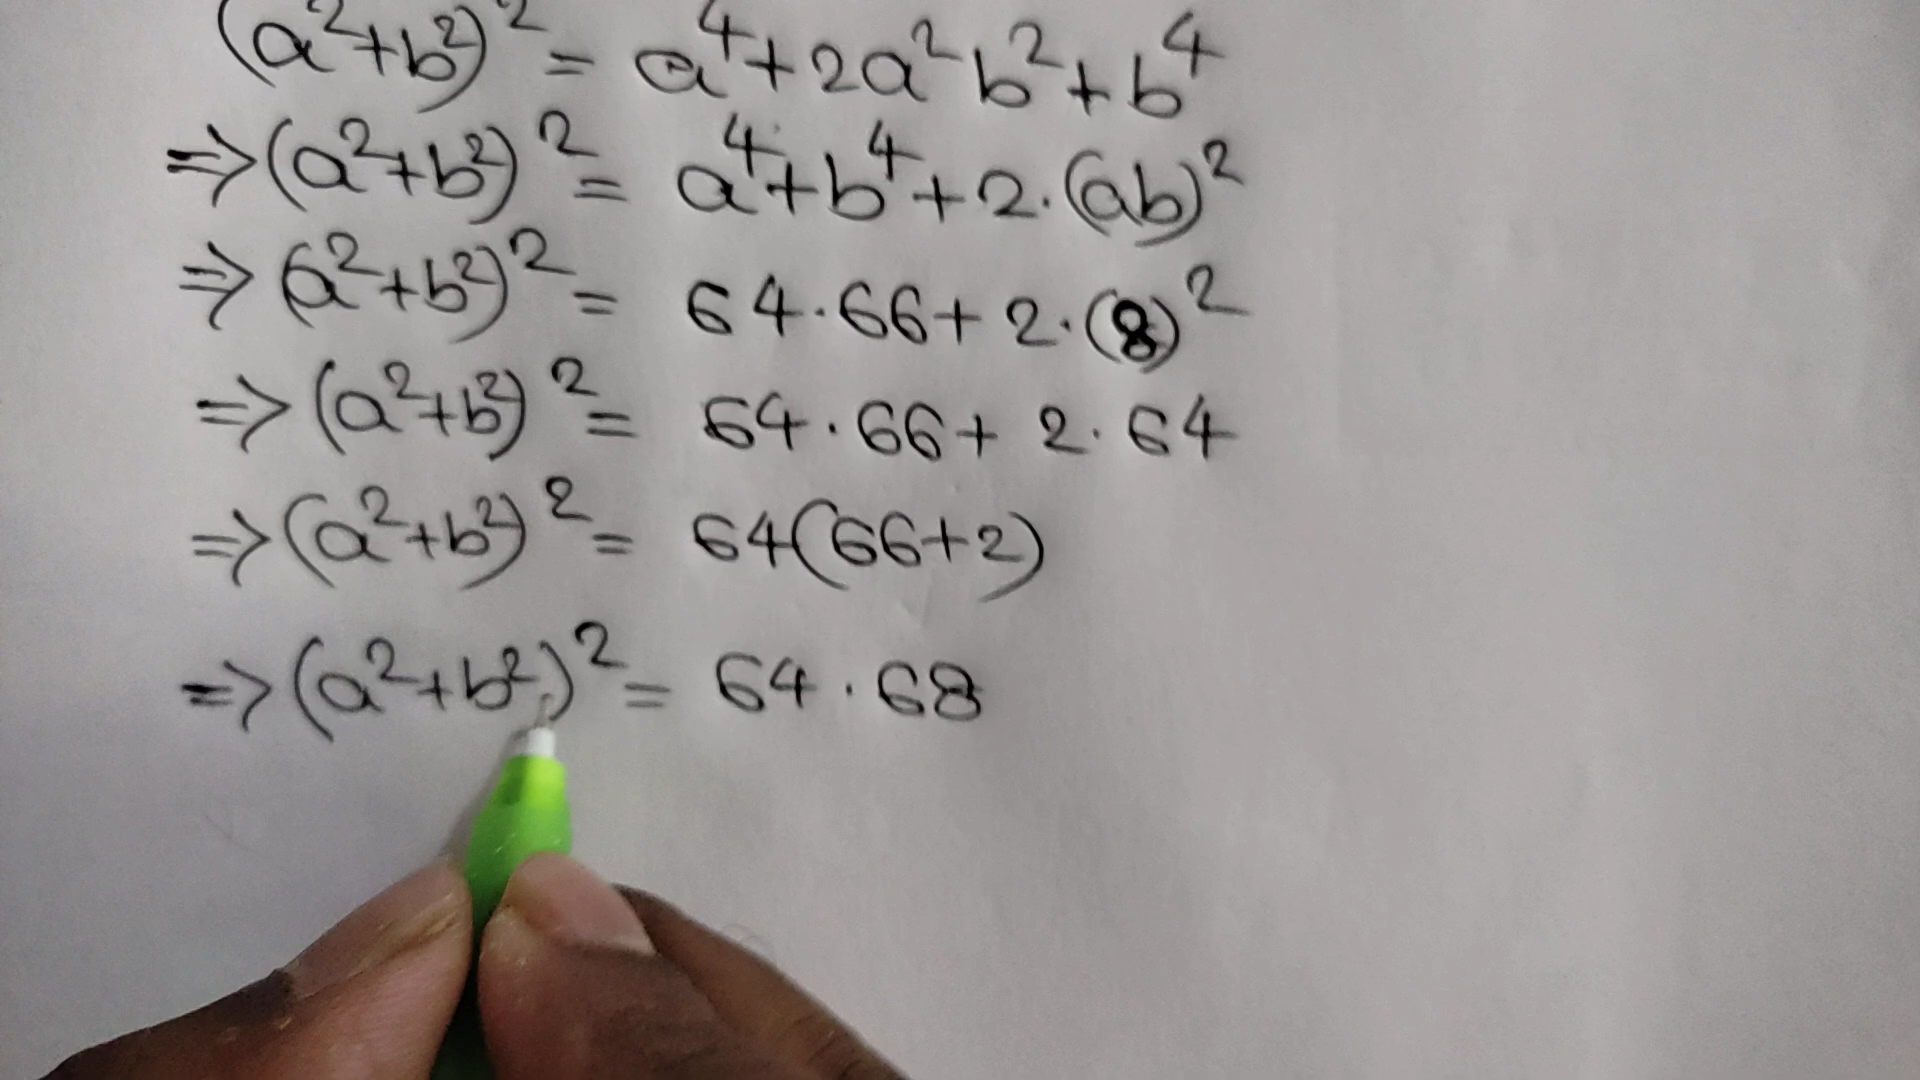 (a²+b²)² = a⁴+2a²b²+b⁴
⇒(a²+b²)² = a⁴+b⁴+2·(ab)²
⇒(a²+b²)² = 64·66+2·(8)²
⇒(a²+b²)² = 64·66+2·64
⇒(a²+b²)² = 64(66+2)
⇒(a²+b²)² = 64·68